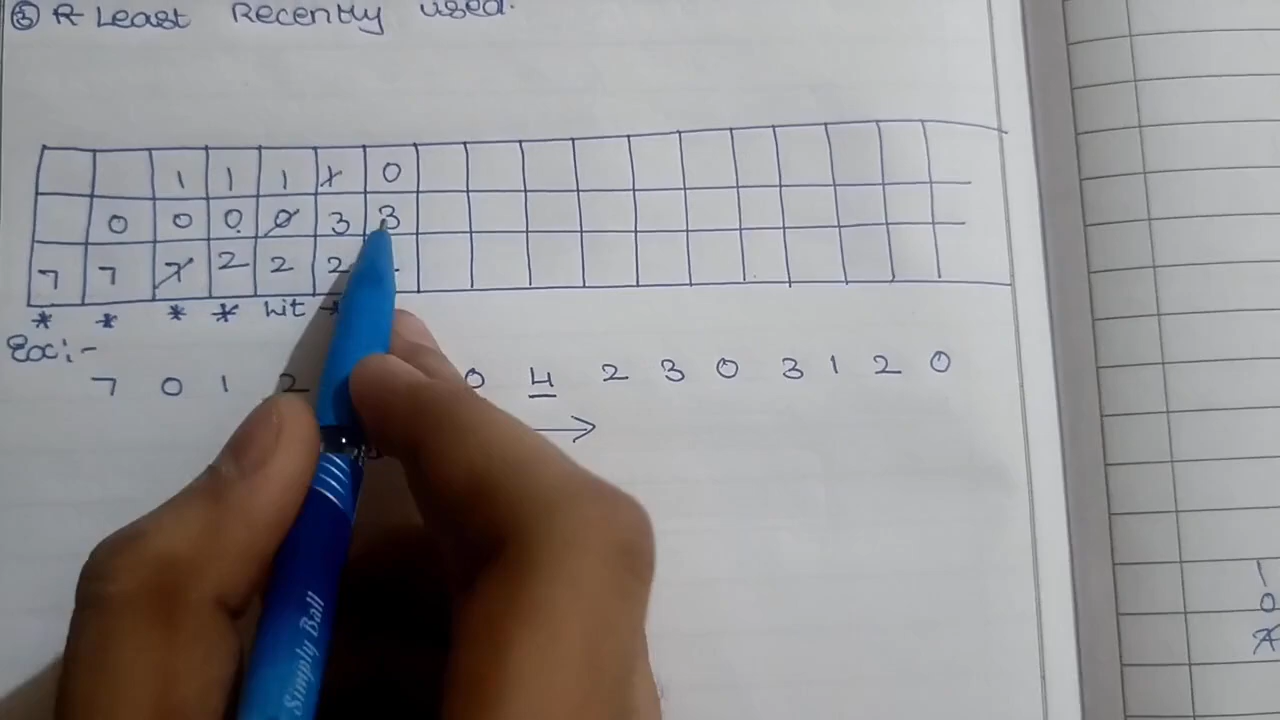 ③ R Least Recently used.
1 1 1 1 0
0 0 0 0 3 3
7 7 7 2 2 2
* * * * hit *
Ex:-
7 0 1 2 0 4 2 3 0 3 1 2 0
Simply Ball
1
0
7